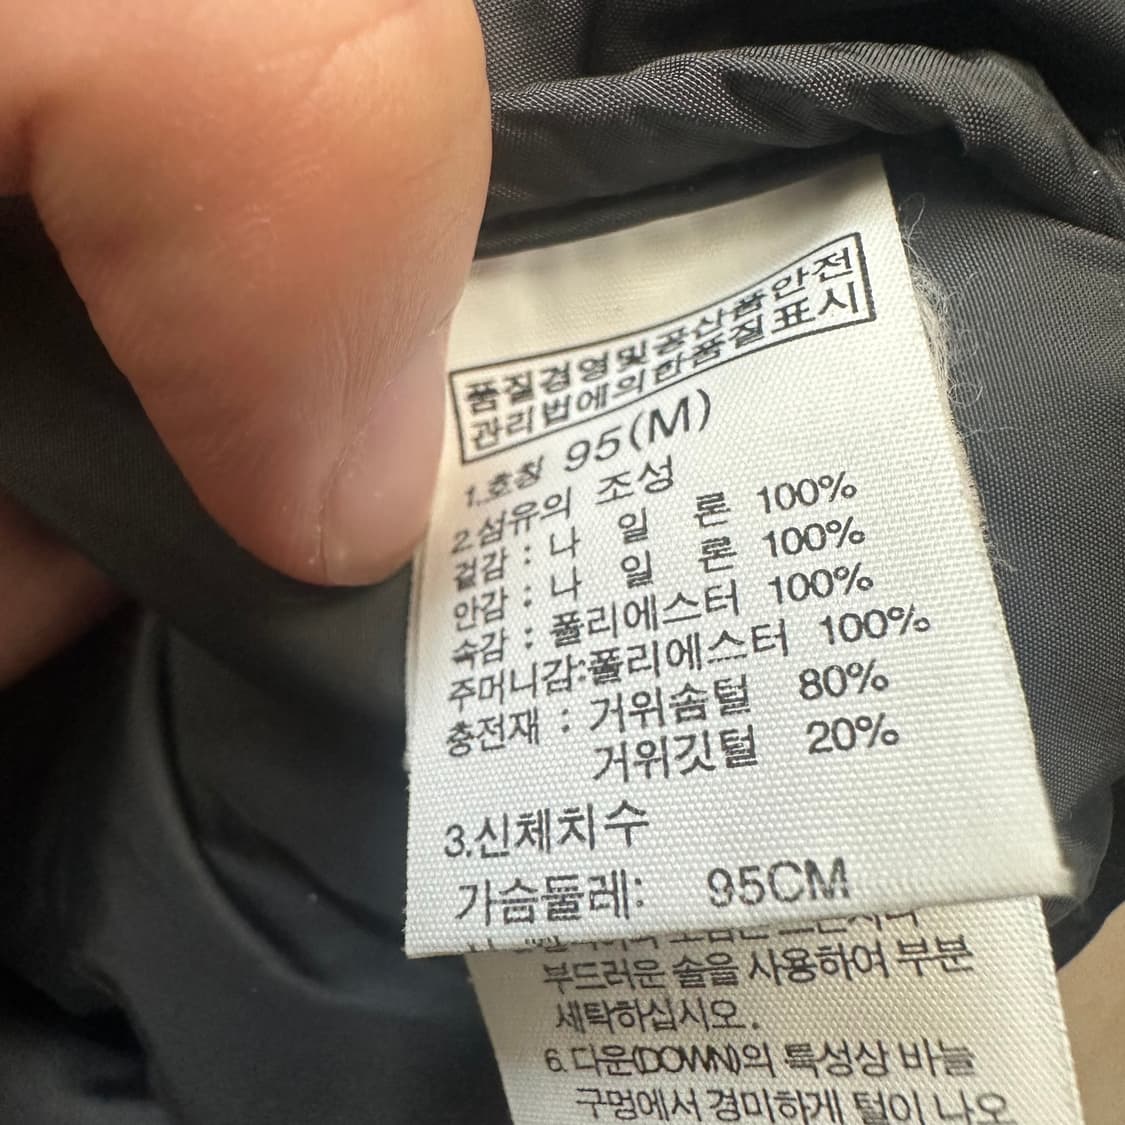 품질경영및공산품안전
관리법에의한품질표시
1.호칭 95(M)
2.섬유의 조성
겉감 : 나 일 론 100%
안감 : 나 일 론 100%
속감 : 폴리에스터 100%
주머니감:폴리에스터 100%
충전재 : 거위솜털 80%
거위깃털 20%
3.신체치수
가슴둘레: 95CM
부드러운 솔을 사용하여 부분
세탁하십시오.
6.다운(DOWN)의 특성상 바늘
구멍에서 경미하게 털이 나오